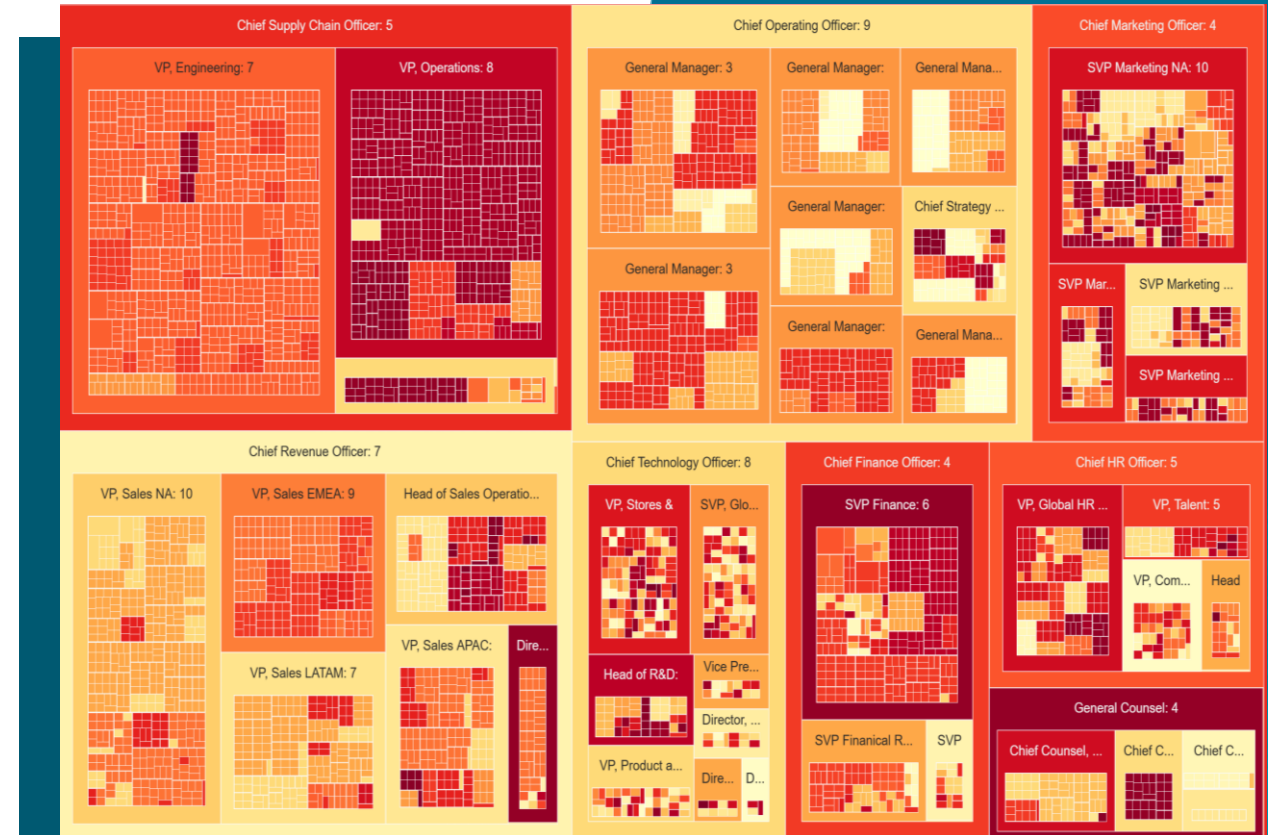 Chief Supply Chain Officer: 5
VP, Engineering: 7
VP, Operations: 8
Chief Operating Officer: 9
General Manager: 3
General Manager:
General Mana...
General Manager:
Chief Strategy ...
General Manager: 3
General Manager:
General Mana...
Chief Marketing Officer: 4
SVP Marketing NA: 10
SVP Mar...
SVP Marketing ...
SVP Marketing ...
Chief Revenue Officer: 7
VP, Sales NA: 10
VP, Sales EMEA: 9
Head of Sales Operatio...
VP, Sales LATAM: 7
VP, Sales APAC:
Dire...
Chief Technology Officer: 8
VP, Stores &
SVP, Glo...
Head of R&D:
Vice Pre...
Director, ...
VP, Product a...
Dire...
D...
Chief Finance Officer: 4
SVP Finance: 6
SVP Finanical R...
SVP
Chief HR Officer: 5
VP, Global HR ...
VP, Talent: 5
VP, Com...
Head
General Counsel: 4
Chief Counsel, ...
Chief C...
Chief C...